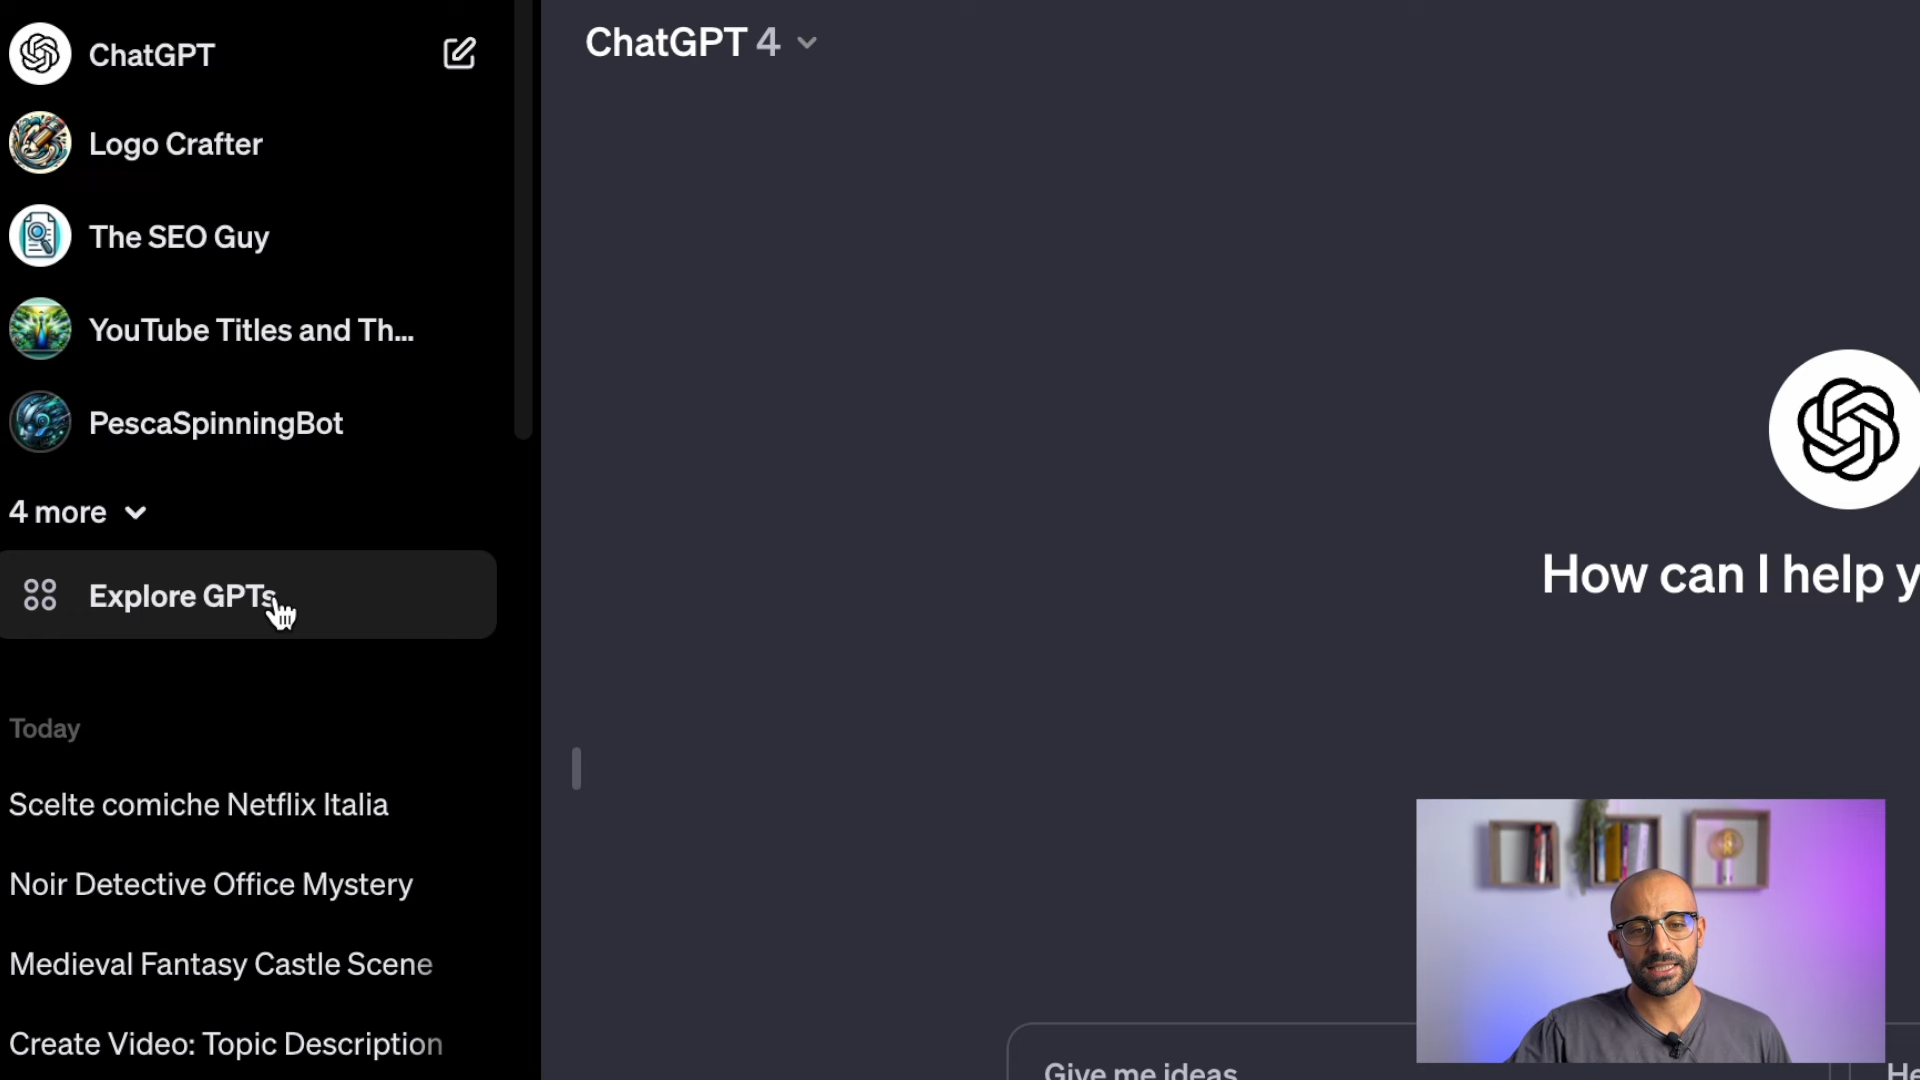 ChatGPT
Logo Crafter
The SEO Guy
YouTube Titles and Th...
PescaSpinningBot
4 more
Explore GPTs
Today
Scelte comiche Netflix Italia
Noir Detective Office Mystery
Medieval Fantasy Castle Scene
Create Video: Topic Description
ChatGPT 4
How can I help y
Give me ideas
He